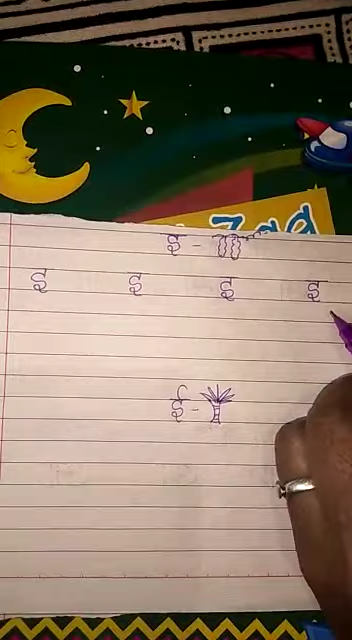 इ -
इ इ इ इ
ई -